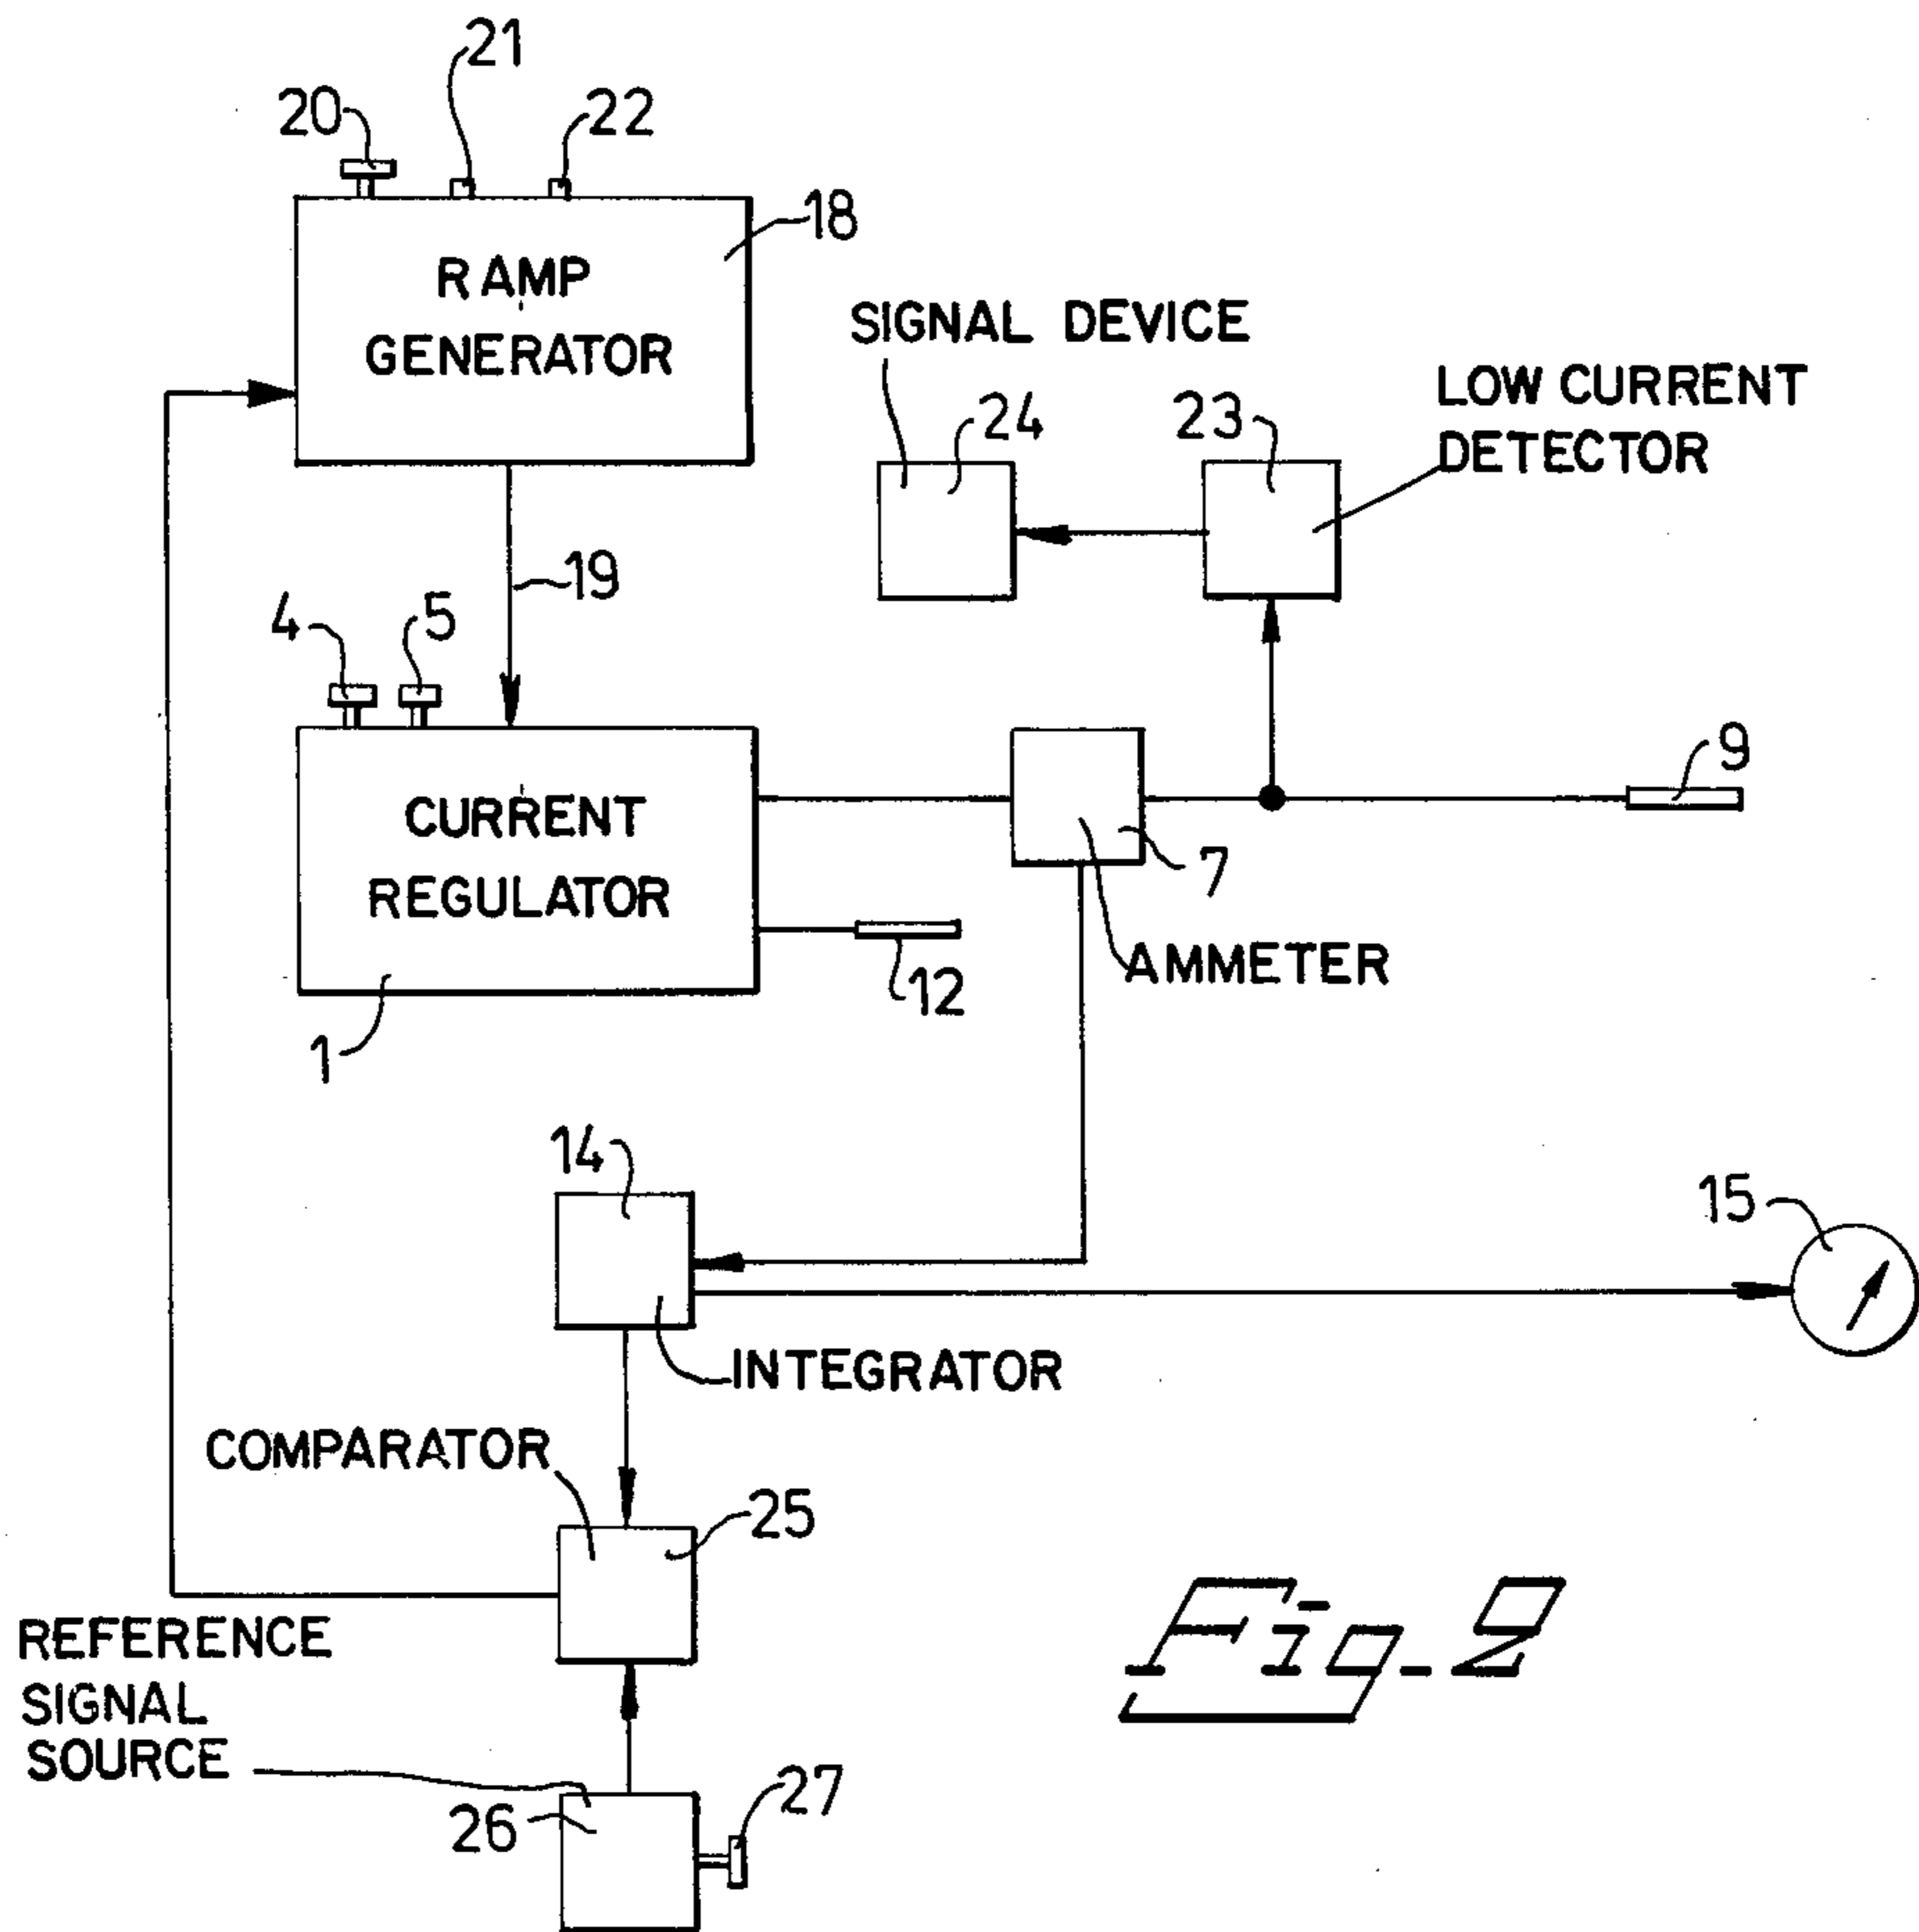 21
20
22
18
RAMP
GENERATOR
SIGNAL DEVICE
24
23
LOW CURRENT
DETECTOR
19
4
5
CURRENT
REGULATOR
9
7
12
AMMETER
1
14
15
INTEGRATOR
COMPARATOR
25
REFERENCE
SIGNAL
SOURCE
26
27
Fig. 2